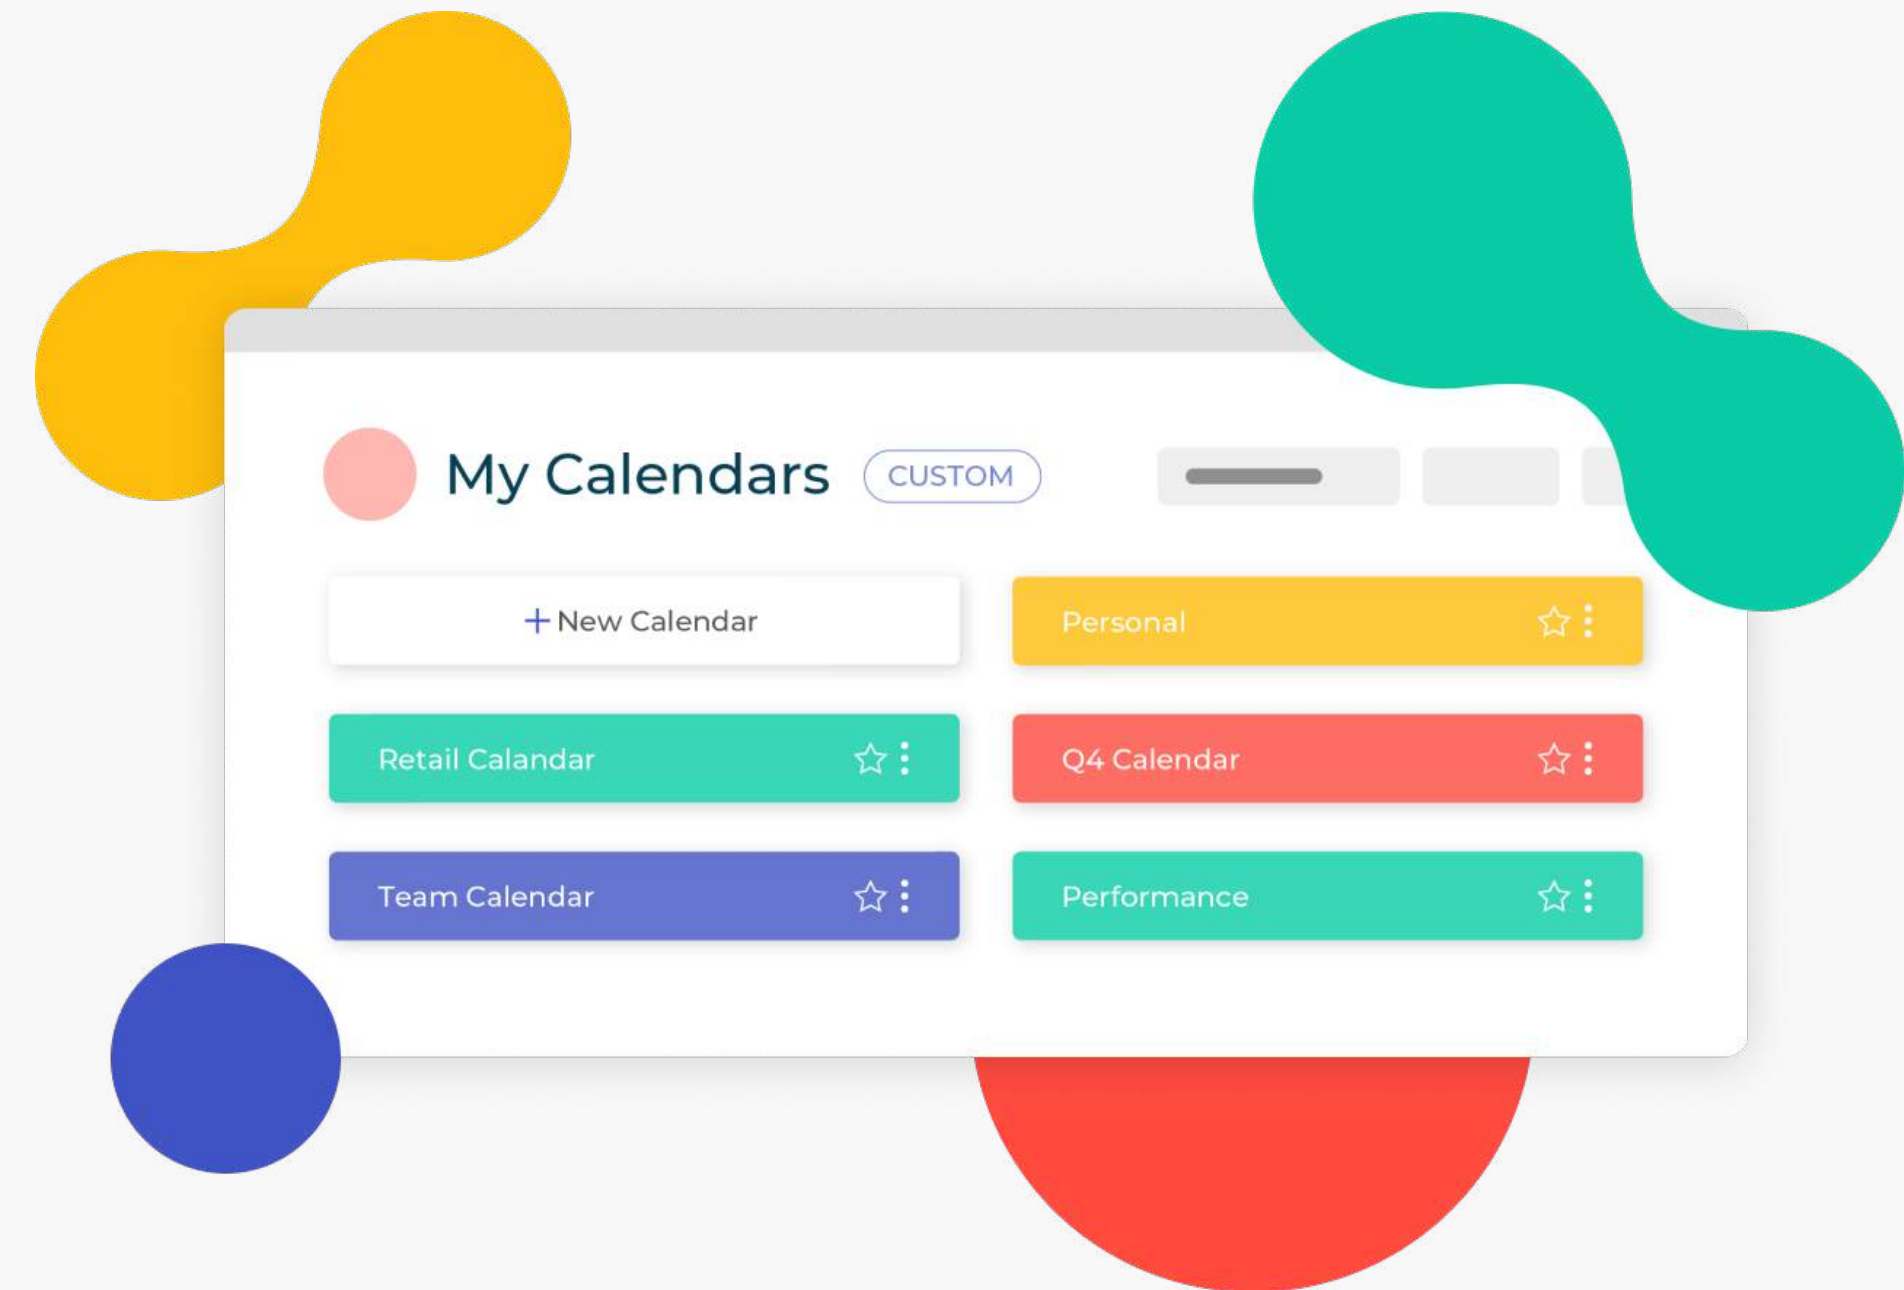 My Calendars CUSTOM
+ New Calendar
Personal
Retail Calandar
Q4 Calendar
Team Calendar
Performance